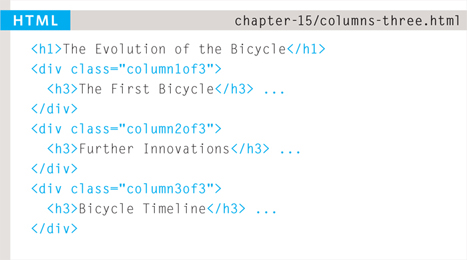 HTML chapter-15/columns-three.html
<h1>The Evolution of the Bicycle</h1>
<div class="column1of3">
<h3>The First Bicycle</h3> ...
</div>
<div class="column2of3">
<h3>Further Innovations</h3> ...
</div>
<div class="column3of3">
<h3>Bicycle Timeline</h3> ...
</div>